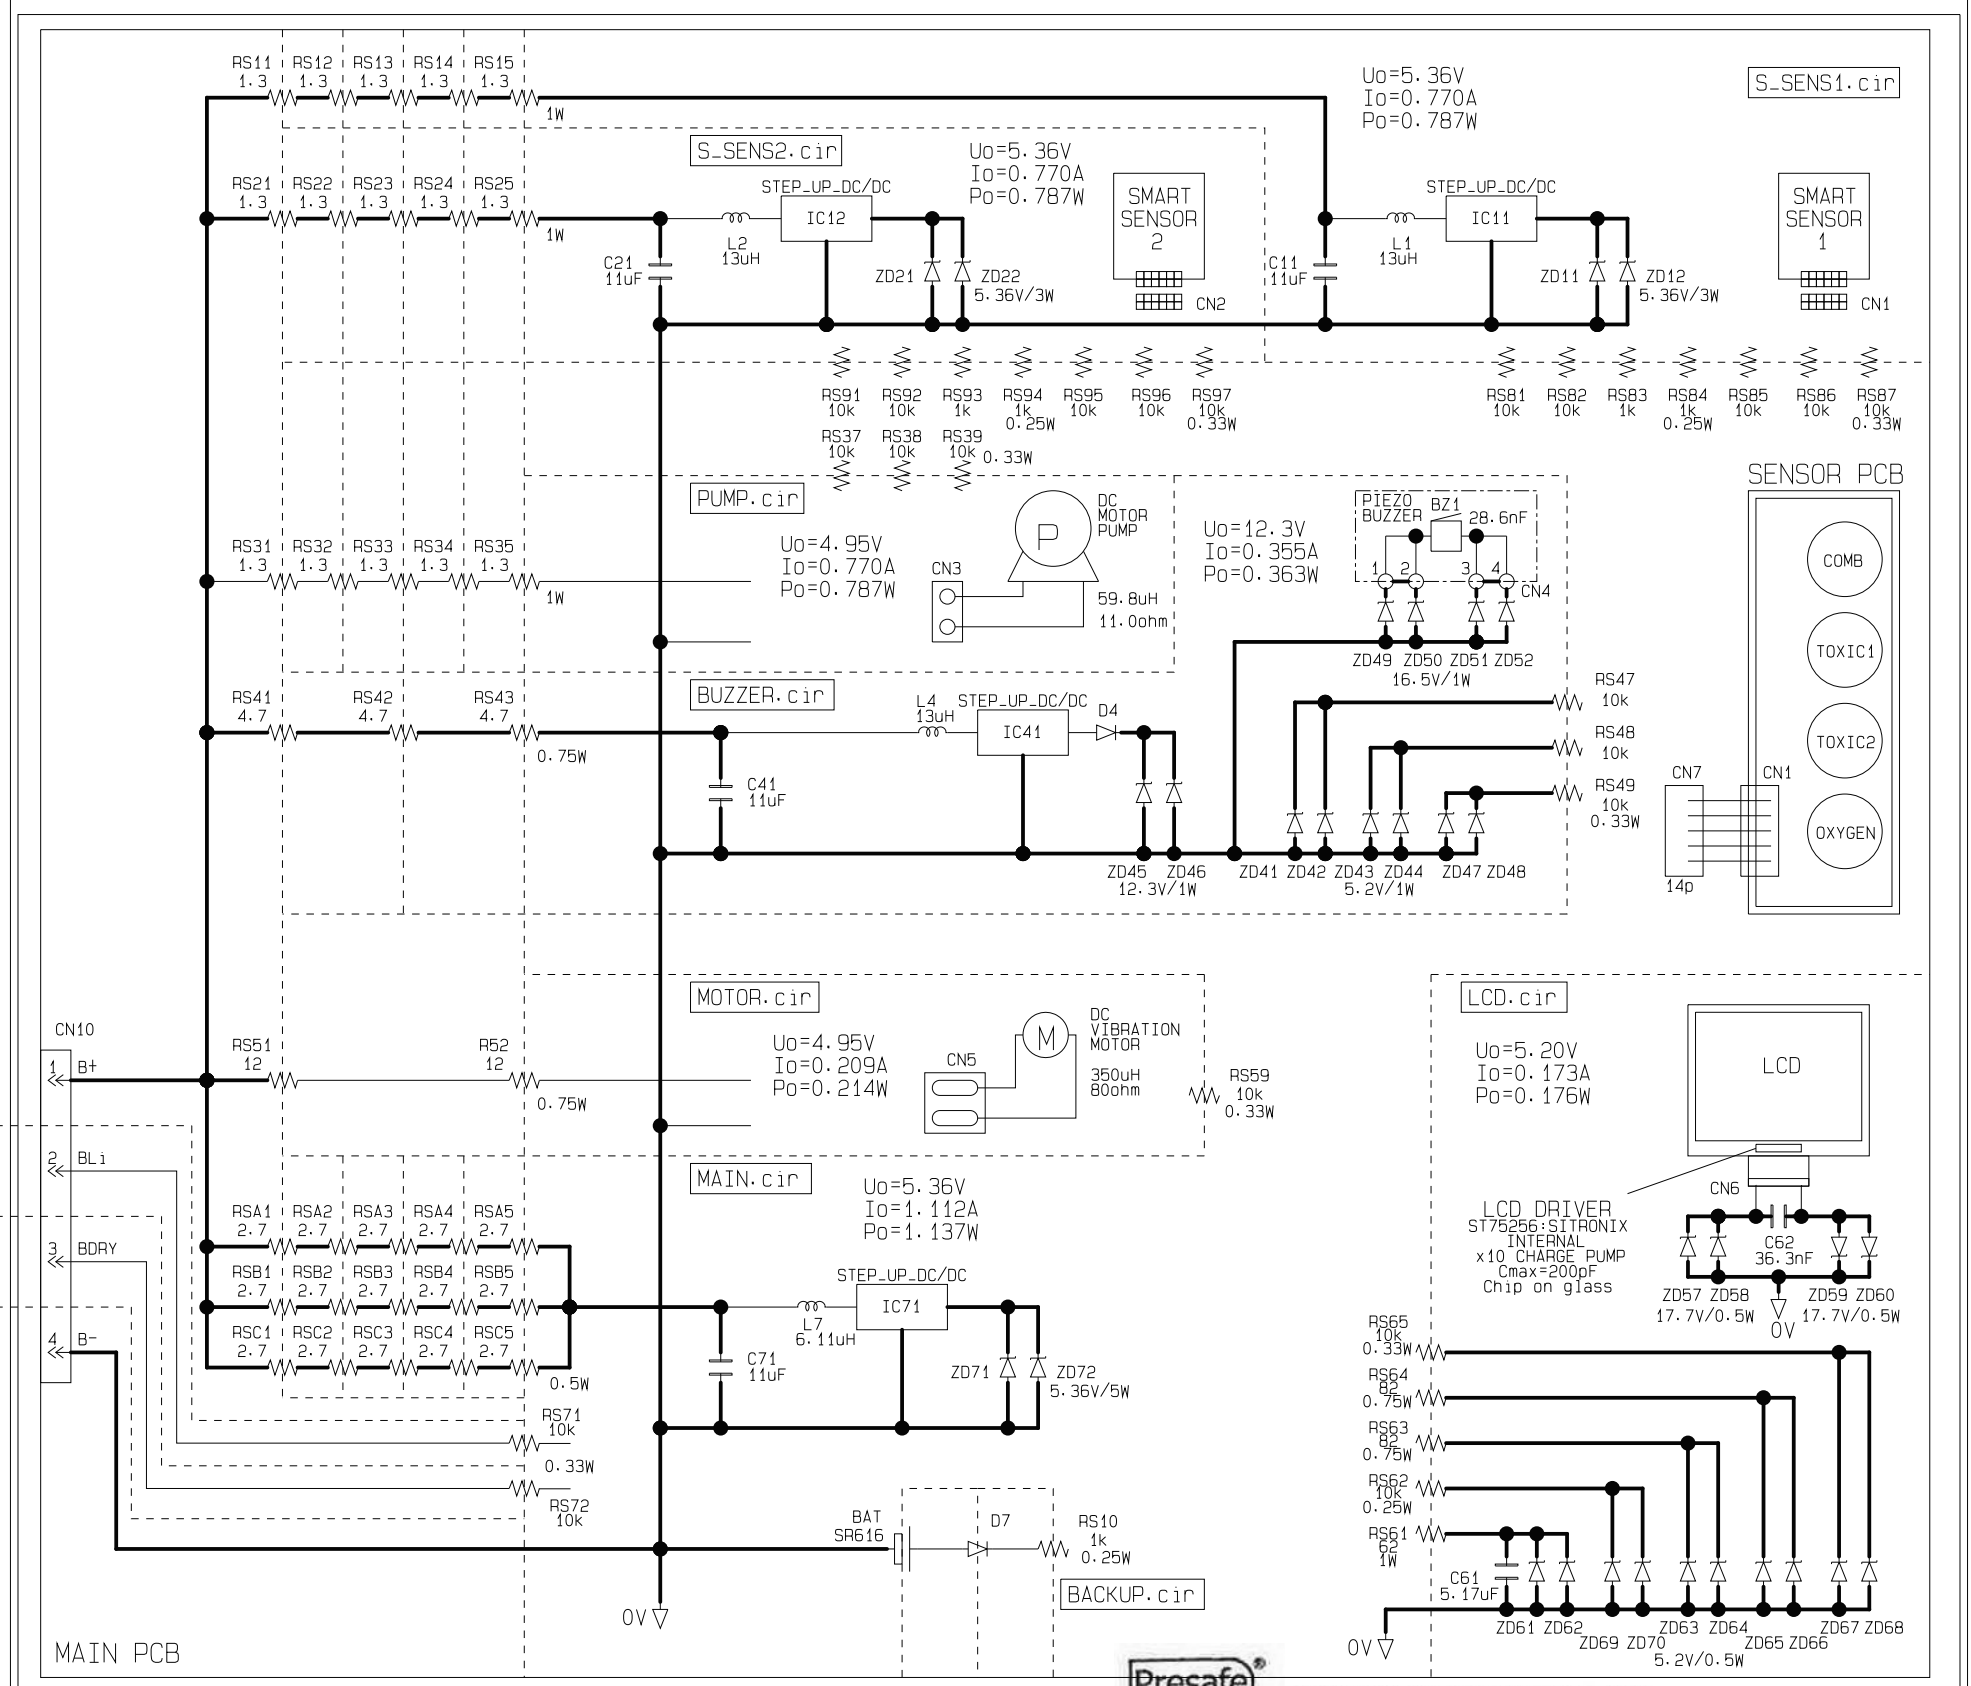 RS11 RS12 RS13 RS14 RS15
1.3 1.3 1.3 1.3 1.3
1W
Uo=5.36V
Io=0.770A
Po=0.787W
S_SENS1.cir
S_SENS2.cir
Uo=5.36V
Io=0.770A
Po=0.787W
RS21 RS22 RS23 RS24 RS25
1.3 1.3 1.3 1.3 1.3
1W
STEP_UP_DC/DC
IC12
L2
13uH
C21
11uF
ZD21
ZD22
5.36V/3W
SMART
SENSOR
2
CN2
STEP_UP_DC/DC
IC11
L1
13uH
C11
11uF
ZD11
ZD12
5.36V/3W
SMART
SENSOR
1
CN1
RS91 RS92 RS93 RS94 RS95 RS96 RS97
10k 10k 1k 1k 10k 10k 10k
0.25W 0.33W
RS81 RS82 RS83 RS84 RS85 RS86 RS87
10k 10k 1k 1k 10k 10k 10k
0.25W 0.33W
RS37 RS38 RS39
10k 10k 10k
0.33W
PUMP.cir
RS31 RS32 RS33 RS34 RS35
1.3 1.3 1.3 1.3 1.3
1W
Uo=4.95V
Io=0.770A
Po=0.787W
CN3
P
DC
MOTOR
PUMP
59.8uH
11.0ohm
Uo=12.3V
Io=0.355A
Po=0.363W
PIEZO
BUZZER
BZ1
28.6nF
1 2 3 4
CN4
ZD49 ZD50 ZD51 ZD52
16.5V/1W
SENSOR PCB
COMB
TOXIC1
TOXIC2
OXYGEN
CN7
CN1
14p
BUZZER.cir
RS41 RS42 RS43
4.7 4.7 4.7
0.75W
C41
11uF
L4
13uH
STEP_UP_DC/DC
IC41
D4
ZD45 ZD46
12.3V/1W
ZD41 ZD42 ZD43 ZD44 ZD47 ZD48
5.2V/1W
RS47
10k
RS48
10k
RS49
10k
0.33W
MOTOR.cir
RS51
12
R52
12
0.75W
Uo=4.95V
Io=0.209A
Po=0.214W
CN5
M
DC
VIBRATION
MOTOR
350uH
80ohm
RS59
10k
0.33W
LCD.cir
Uo=5.20V
Io=0.173A
Po=0.176W
LCD
CN6
LCD DRIVER
ST75256:SITRONIX
INTERNAL
x10 CHARGE PUMP
Cmax=200pF
Chip on glass
C62
36.3nF
ZD57 ZD58 ZD59 ZD60
17.7V/0.5W 17.7V/0.5W
0V
CN10
1 B+
2 BLi
3 BDRY
4 B-
MAIN.cir
RSA1 RSA2 RSA3 RSA4 RSA5
2.7 2.7 2.7 2.7 2.7
RSB1 RSB2 RSB3 RSB4 RSB5
2.7 2.7 2.7 2.7 2.7
RSC1 RSC2 RSC3 RSC4 RSC5
2.7 2.7 2.7 2.7 2.7
0.5W
Uo=5.36V
Io=1.112A
Po=1.137W
STEP_UP_DC/DC
IC71
L7
6.11uH
C71
11uF
ZD71
ZD72
5.36V/5W
RS71
10k
0.33W
RS72
10k
RS65
10k
0.33W
RS64
82
0.75W
RS63
82
0.75W
RS62
10k
0.25W
RS61
62
1W
C61
5.17uF
ZD61 ZD62 ZD69 ZD70 ZD63 ZD64 ZD65 ZD66 ZD67 ZD68
5.2V/0.5W
0V
BAT
SR616
D7
RS10
1k
0.25W
BACKUP.cir
0V
MAIN PCB
Presafe®